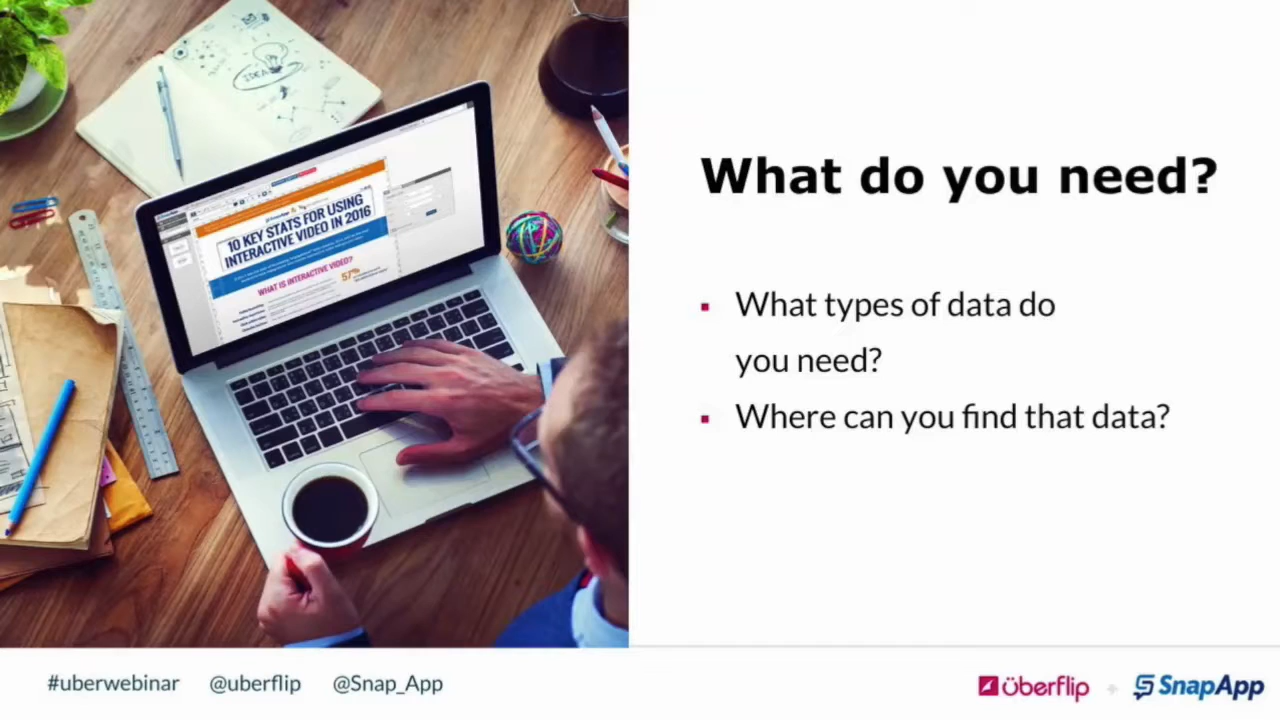 IDEA
10 KEY STATS FOR USING
INTERACTIVE VIDEO IN 2016
WHAT IS INTERACTIVE VIDEO?
57%
What do you need?
▪ What types of data do
you need?
▪ Where can you find that data?
#uberwebinar @uberflip @Snap_App
überflip + SnapApp